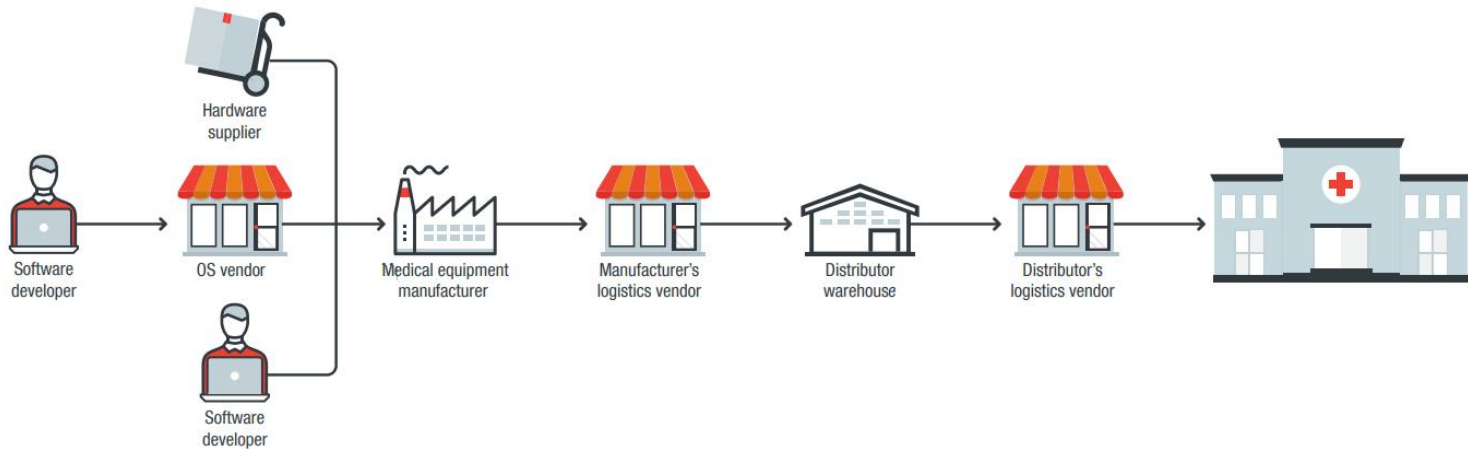 Hardware
supplier
Software
developer
OS vendor
Medical equipment
manufacturer
Manufacturer's
logistics vendor
Distributor
warehouse
Distributor's
logistics vendor
Software
developer